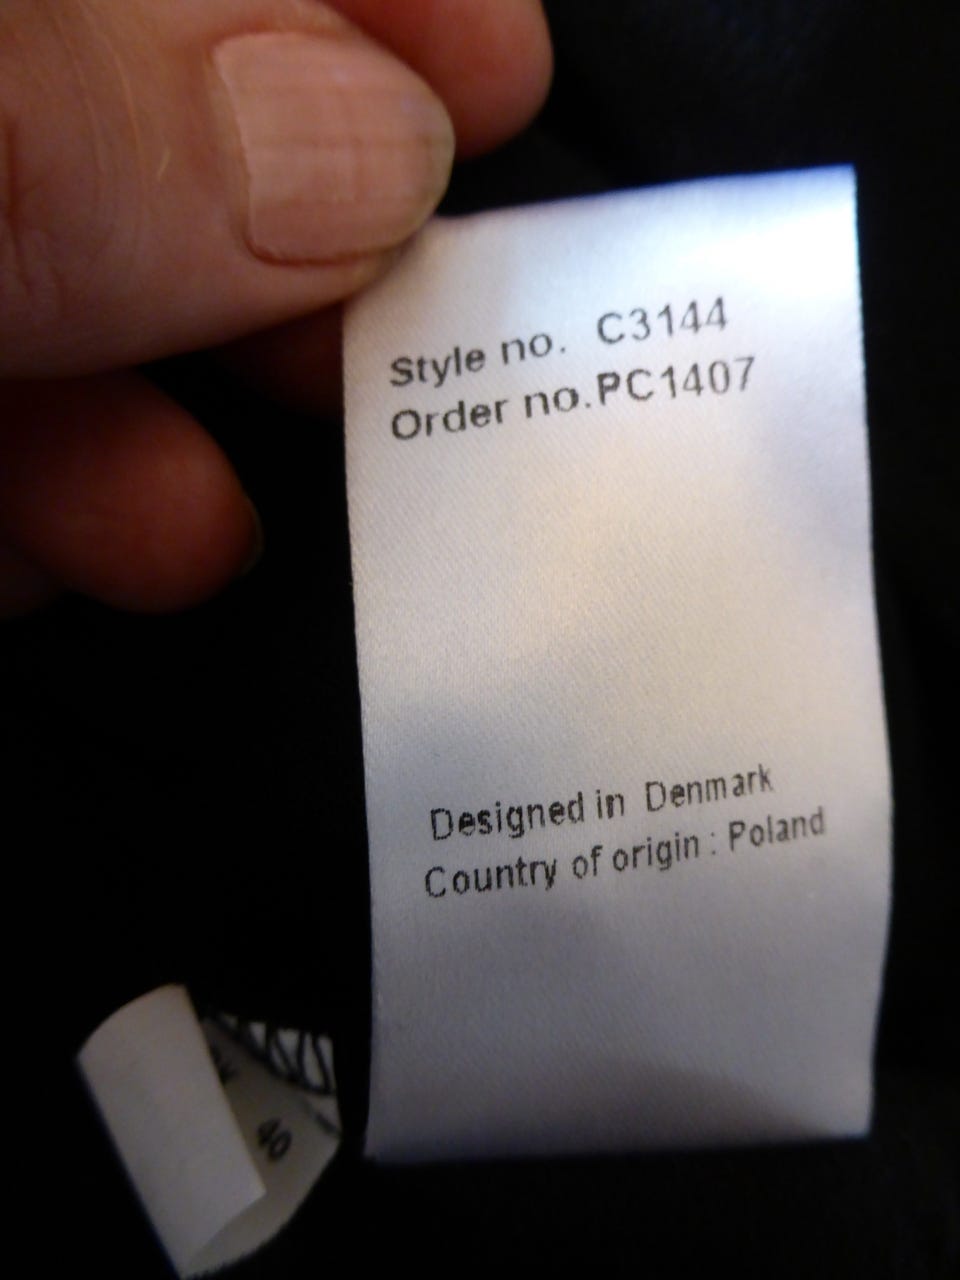 Style no. C3144
Order no.PC1407
Designed in Denmark
Country of origin : Poland
40